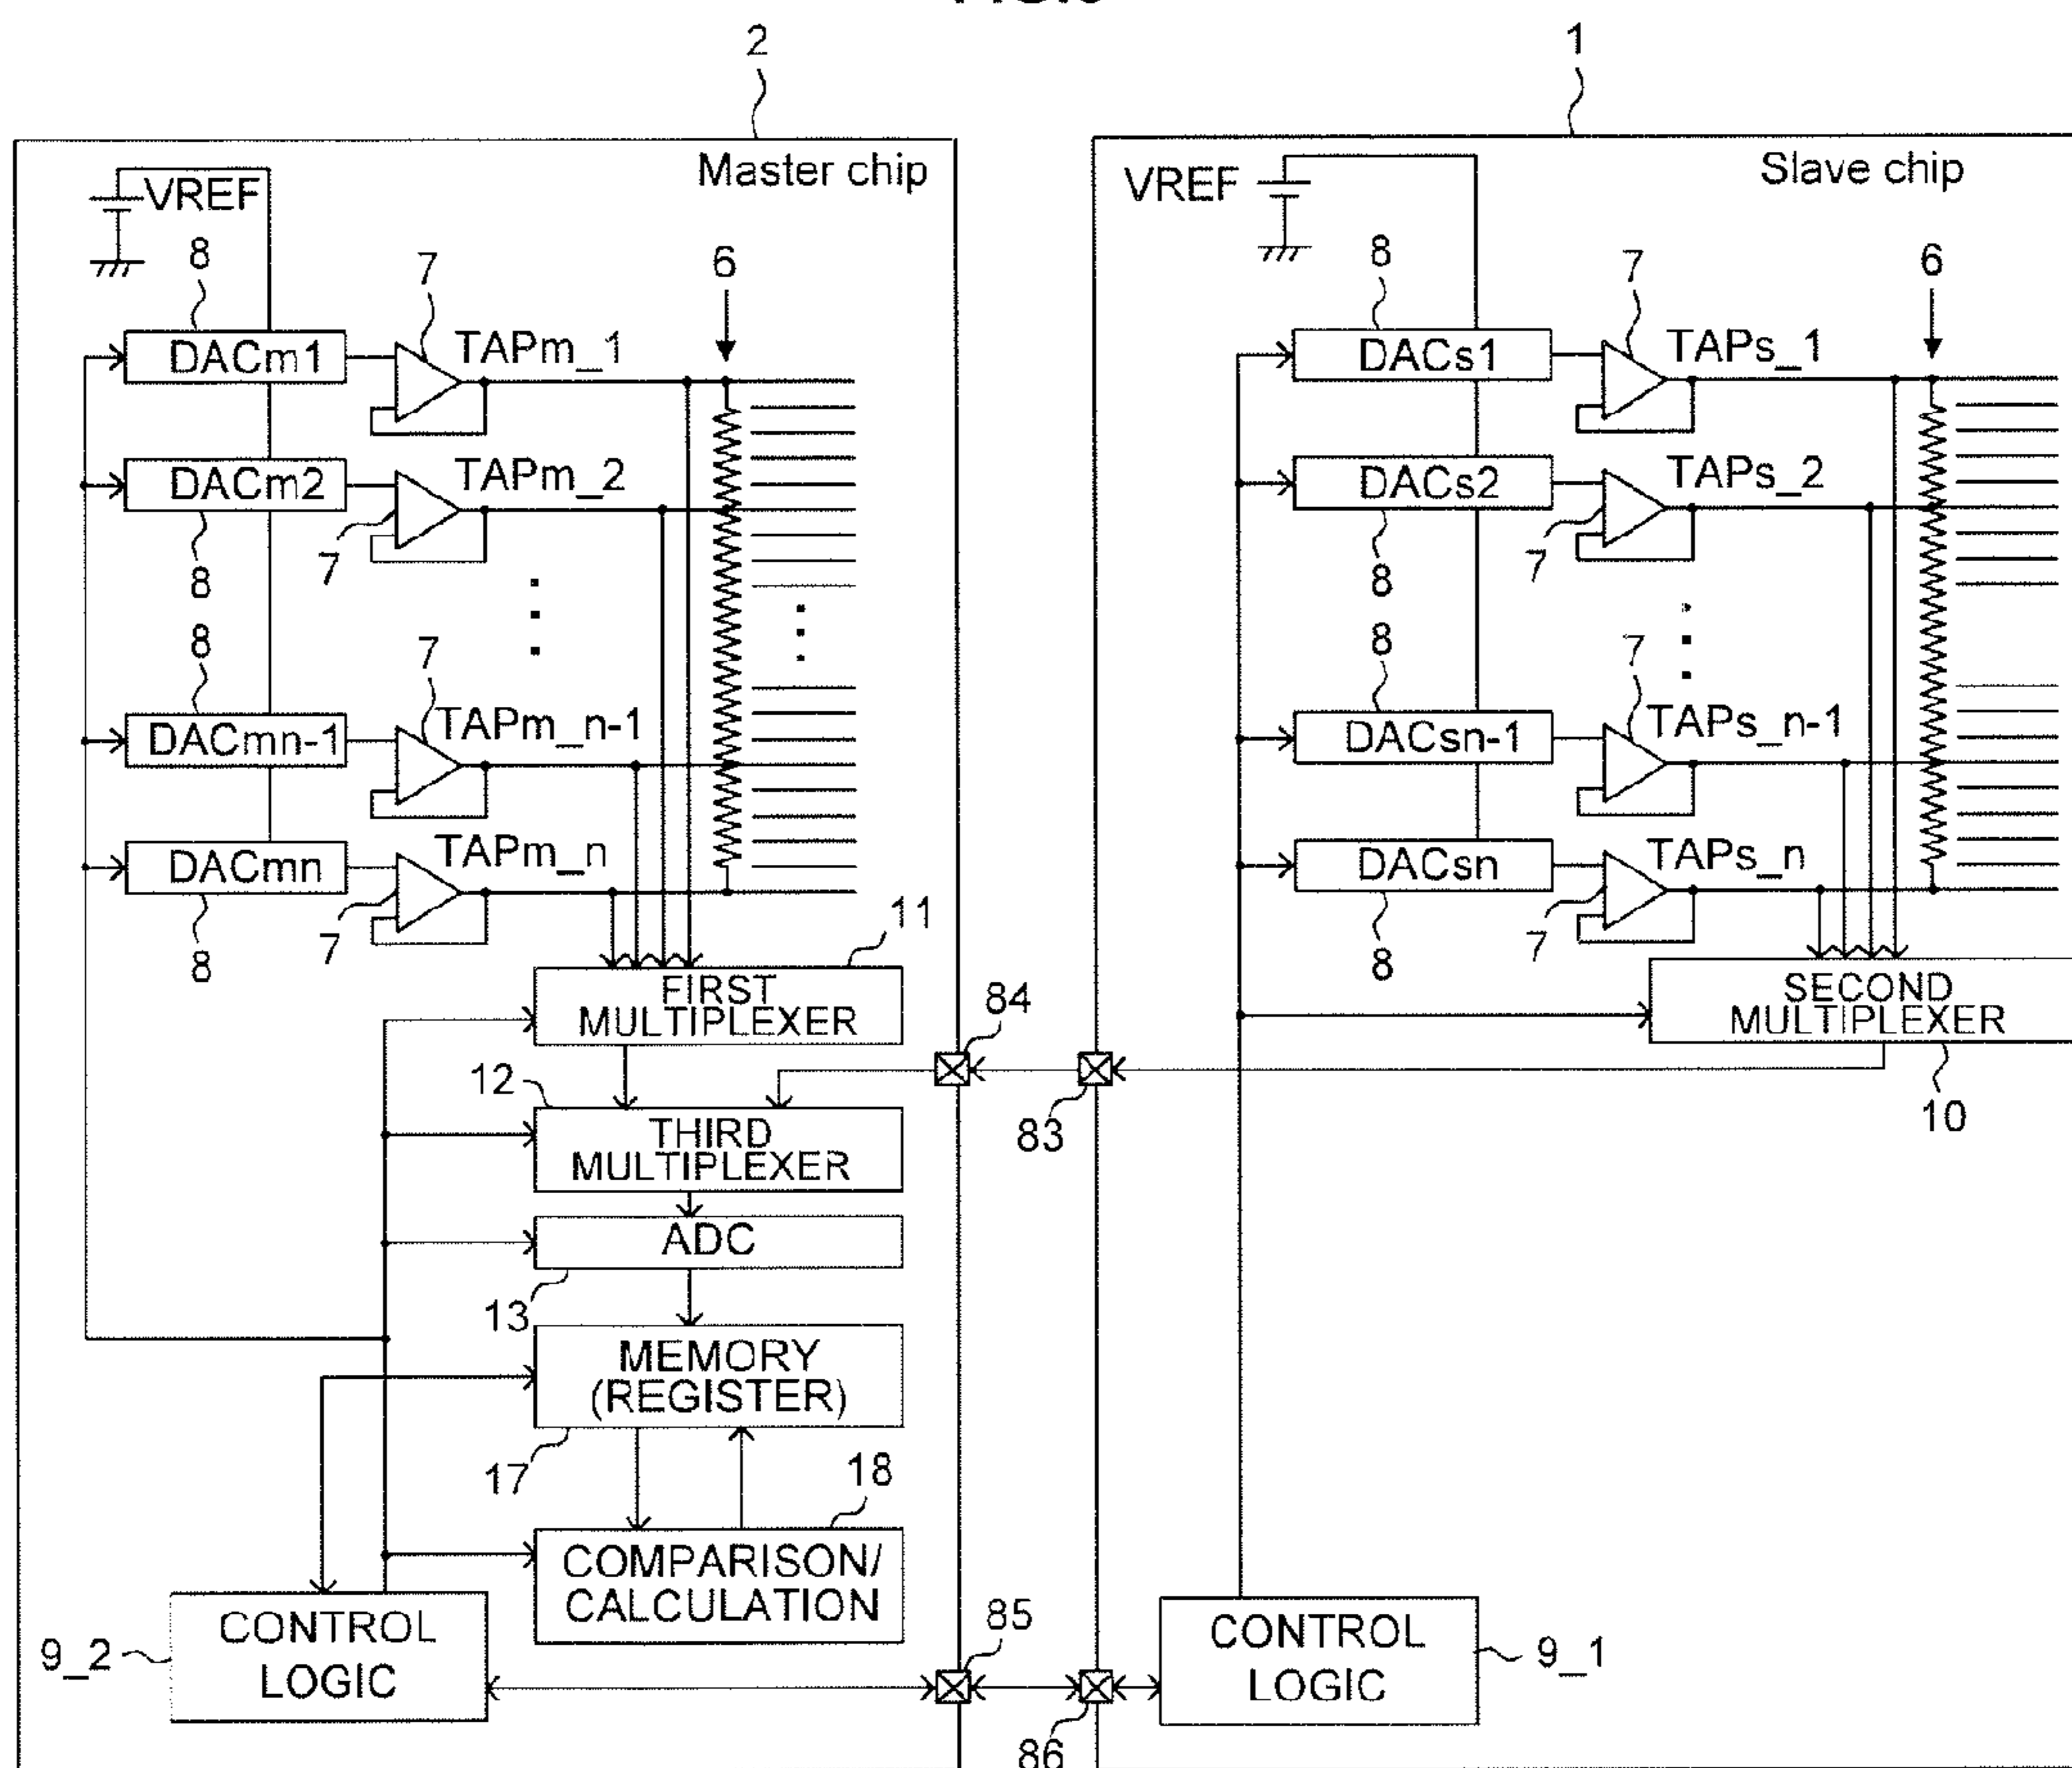 2
1
Master chip
Slave chip
VREF
VREF
8
7
6
8
7
6
DACm1
TAPm_1
DACs1
TAPs_1
DACm2
TAPm_2
DACs2
TAPs_2
8
7
8
7
8
7
8
7
DACmn-1
TAPm_n-1
DACsn-1
TAPs_n-1
DACmn
TAPm_n
DACsn
TAPs_n
8
7
8
7
11
FIRST
MULTIPLEXER
84
SECOND
MULTIPLEXER
10
12
83
THIRD
MULTIPLEXER
ADC
13
MEMORY
(REGISTER)
17
18
COMPARISON/
CALCULATION
CONTROL
LOGIC
9_2
85
86
CONTROL
LOGIC
9_1